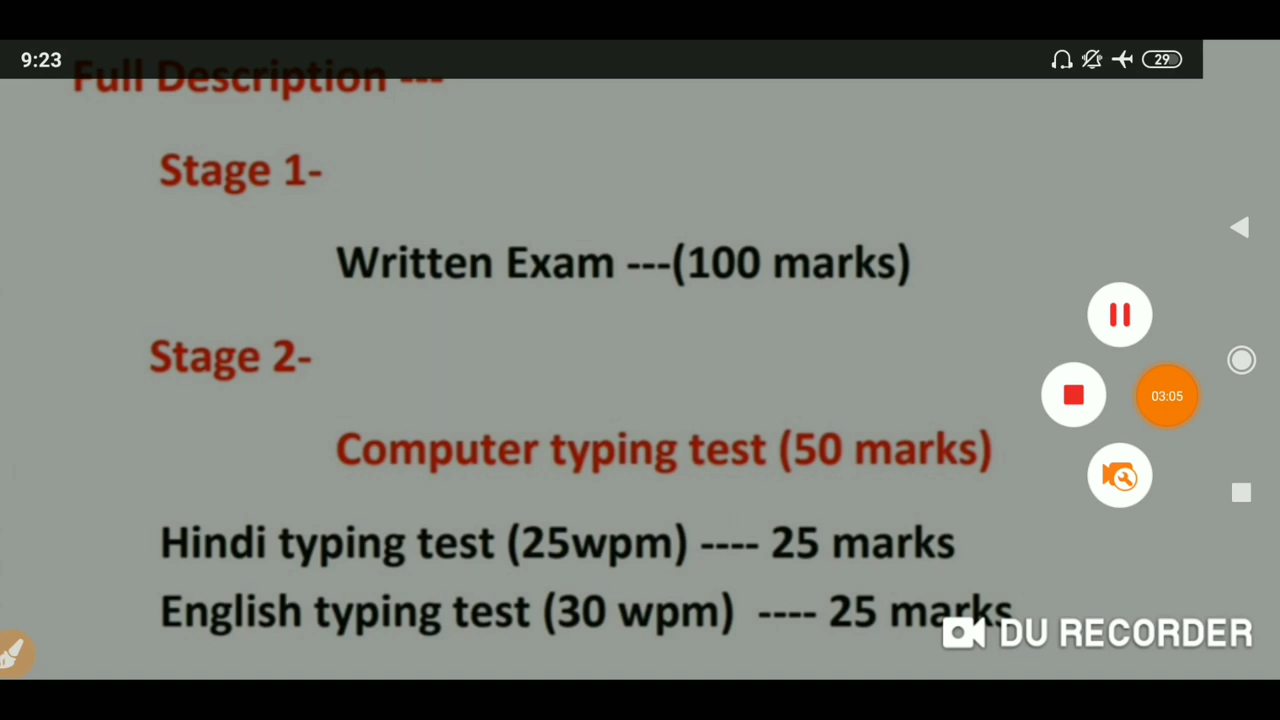 9:23
29
Full Description ---
Stage 1-
Written Exam ---(100 marks)
Stage 2-
Computer typing test (50 marks)
03:05
Hindi typing test (25wpm) ---- 25 marks
English typing test (30 wpm) ---- 25 marks
DU RECORDER